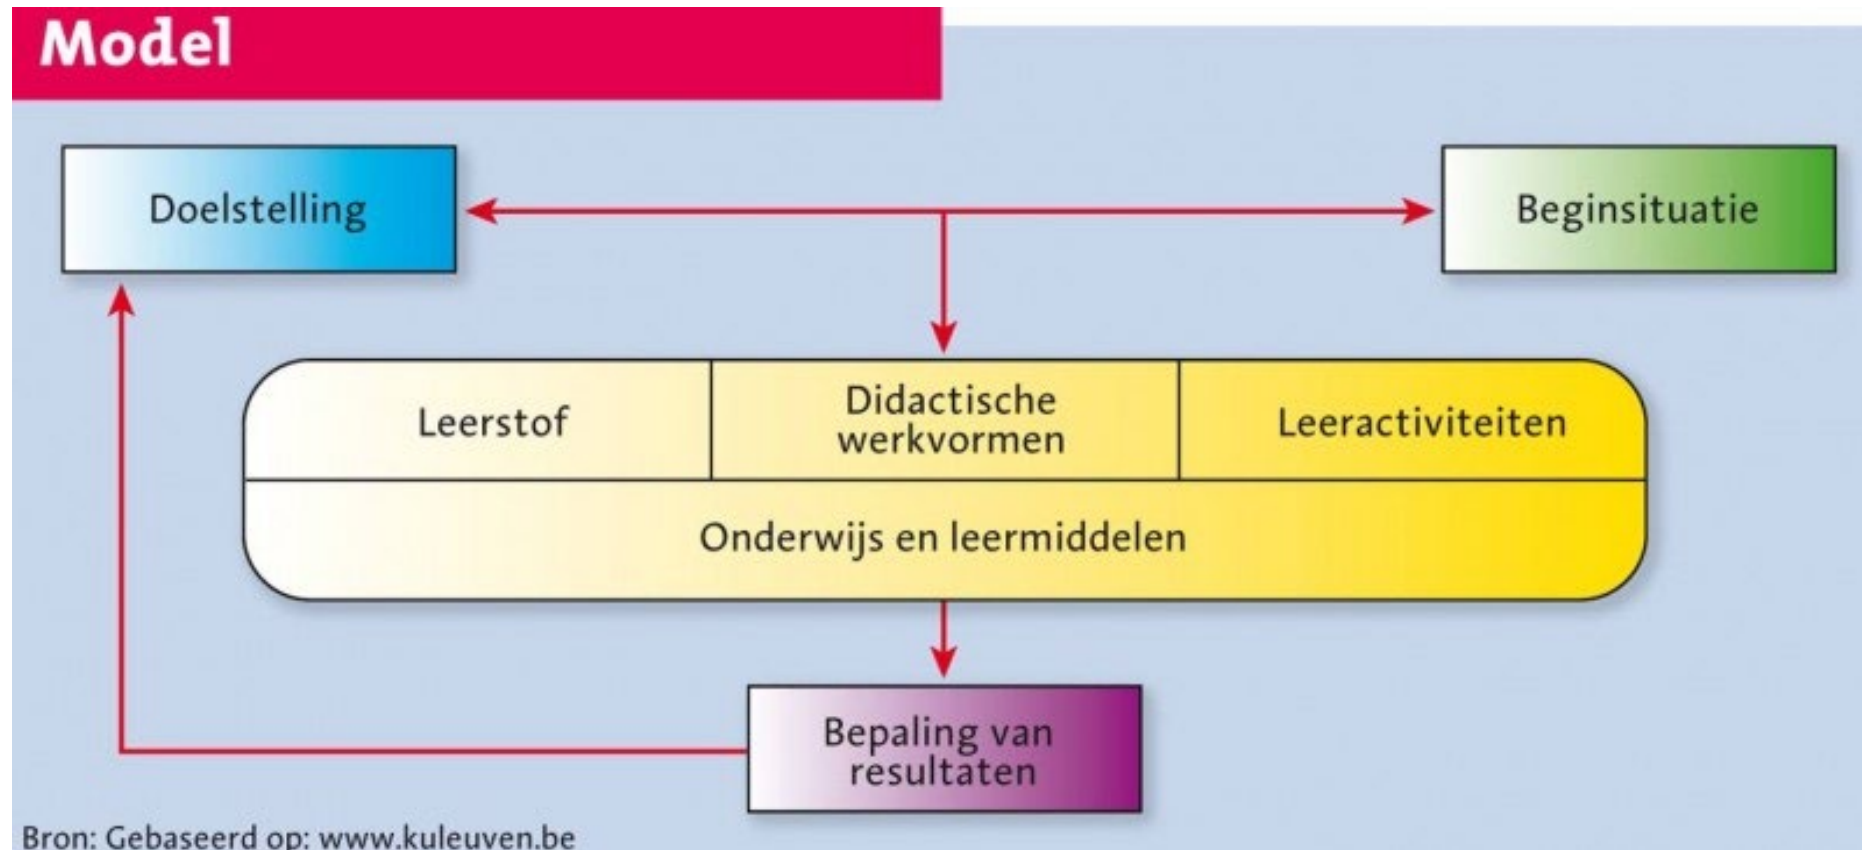 Model
Doelstelling
Beginsituatie
Leerstof
Didactische
werkvormen
Leeractiviteiten
Onderwijs en leermiddelen
Bepaling van
resultaten
Bron: Gebaseerd op: www.kuleuven.be